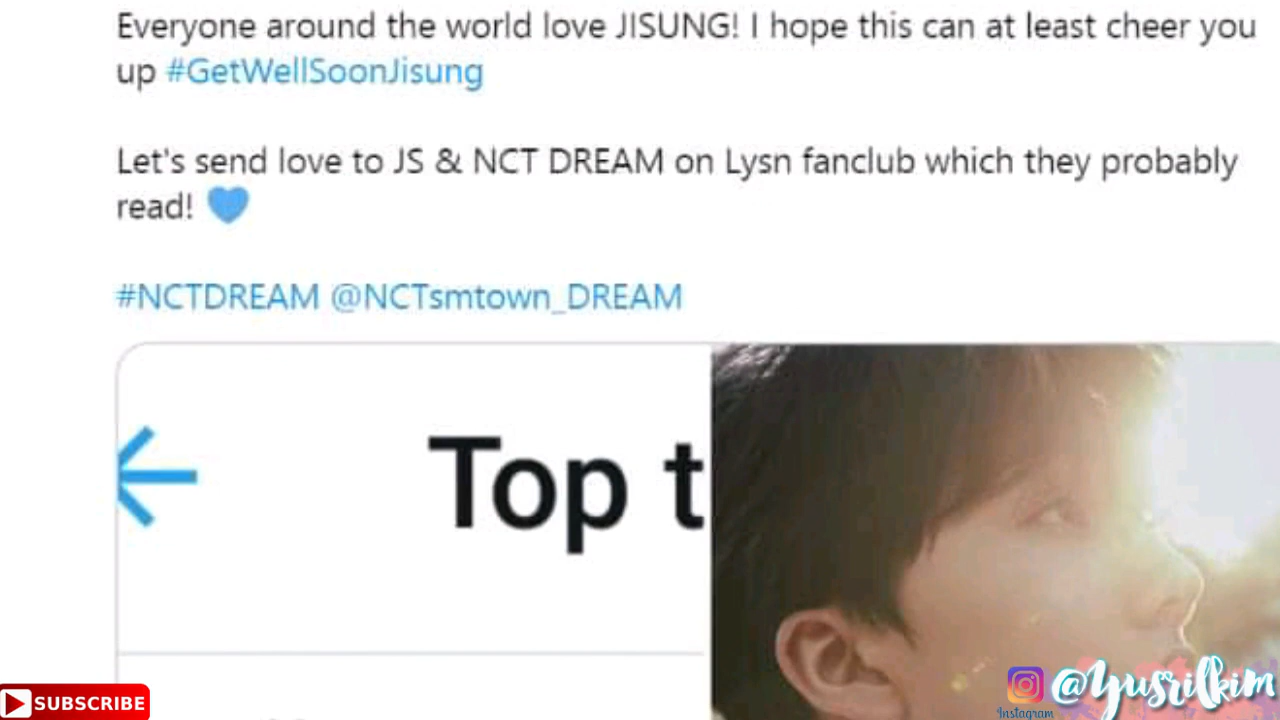 Everyone around the world love JISUNG! I hope this can at least cheer you
up #GetWellSoonJisung
Let's send love to JS & NCT DREAM on Lysn fanclub which they probably
read! 💙
#NCTDREAM @NCTsmtown_DREAM
Top t
SUBSCRIBE
@Yusrilkim
Instagram